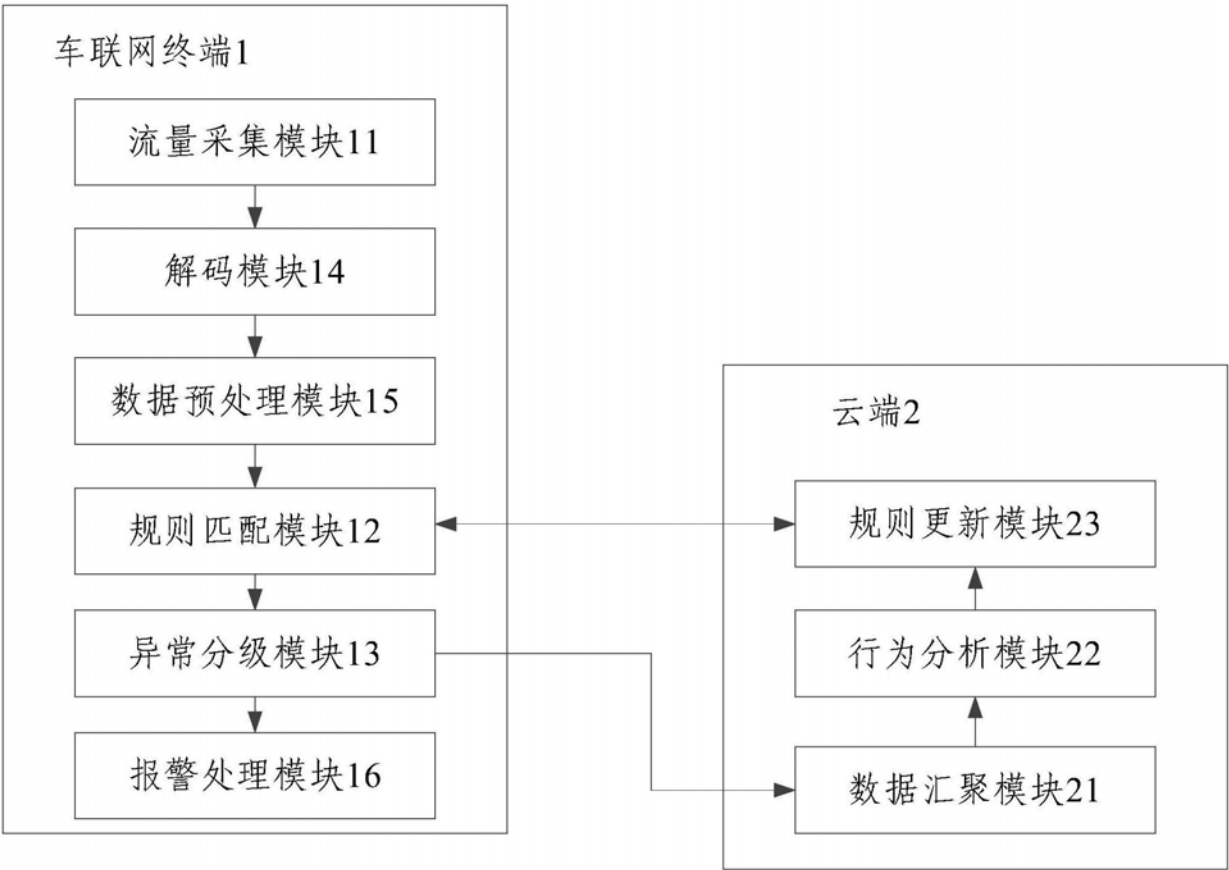 车联网终端1
流量采集模块11
解码模块14
数据预处理模块15
规则匹配模块12
异常分级模块13
报警处理模块16
云端2
规则更新模块23
行为分析模块22
数据汇聚模块21